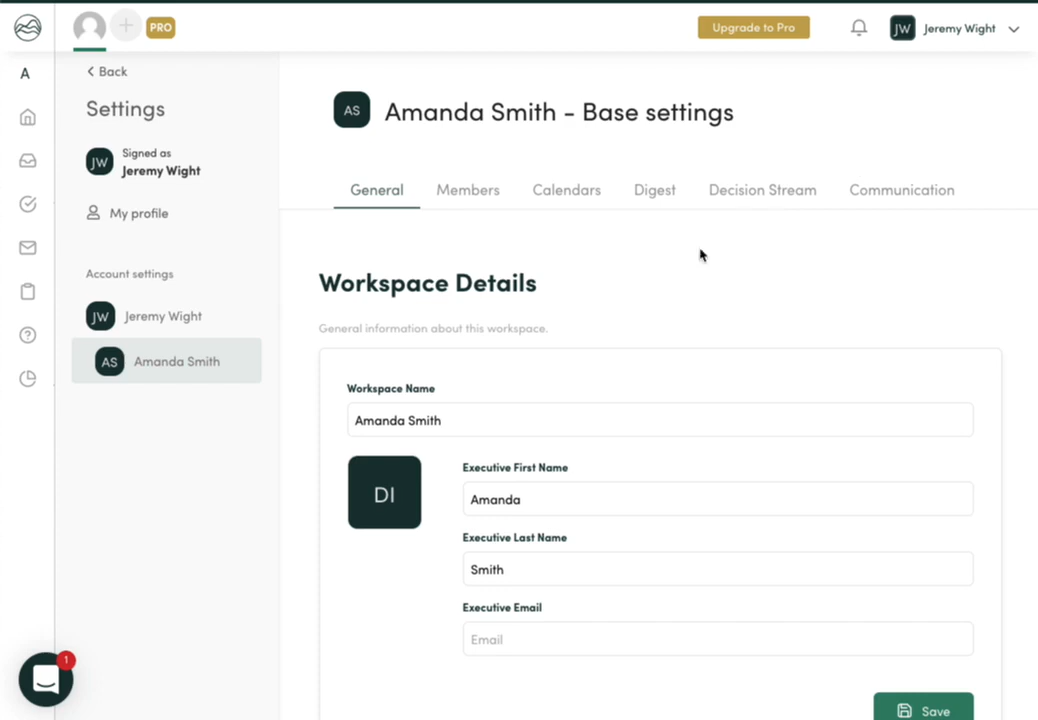 PRO
Upgrade to Pro
JW
Jeremy Wight
A
Back
Settings
JW
Signed as
Jeremy Wight
My profile
Account settings
JW
Jeremy Wight
AS
Amanda Smith
1
AS
Amanda Smith - Base settings
General
Members
Calendars
Digest
Decision Stream
Communication
Workspace Details
General information about this workspace.
Workspace Name
Amanda Smith
DI
Executive First Name
Amanda
Executive Last Name
Smith
Executive Email
Email
Save